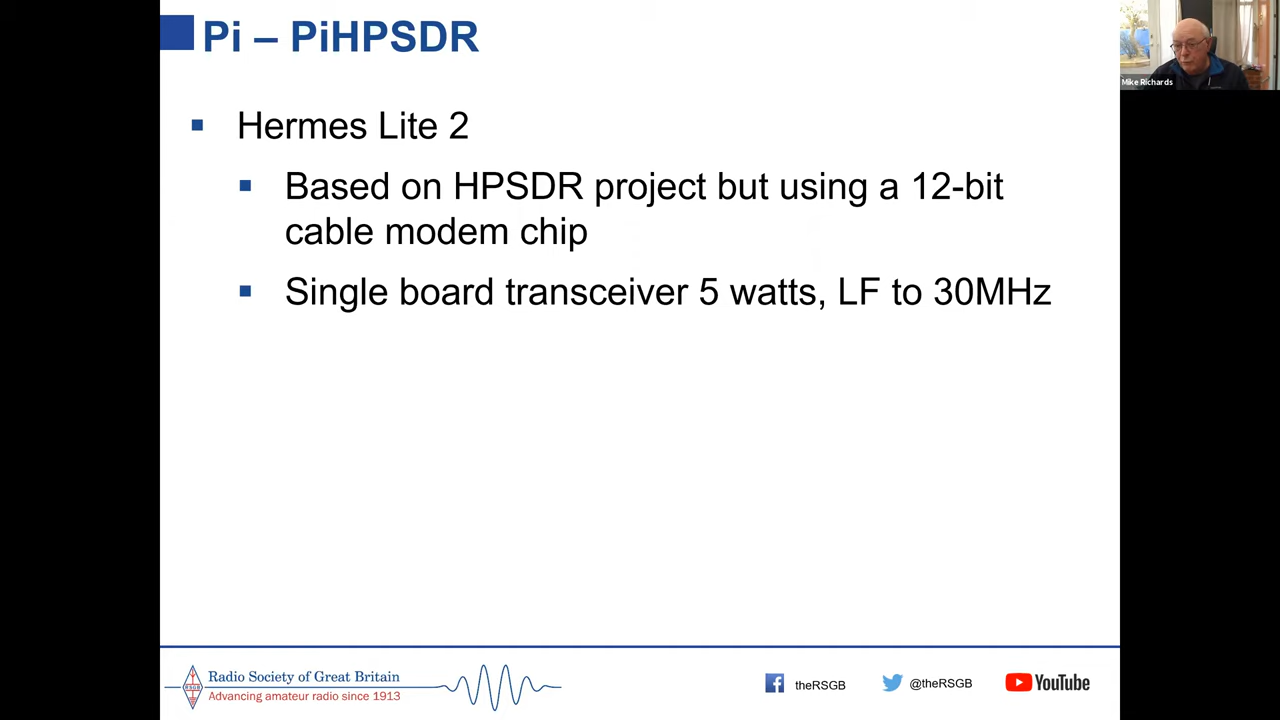 Pi – PiHPSDR
Mike Richards
Hermes Lite 2
Based on HPSDR project but using a 12-bit
cable modem chip
Single board transceiver 5 watts, LF to 30MHz
RSGB
Radio Society of Great Britain
Advancing amateur radio since 1913
theRSGB
@theRSGB
YouTube